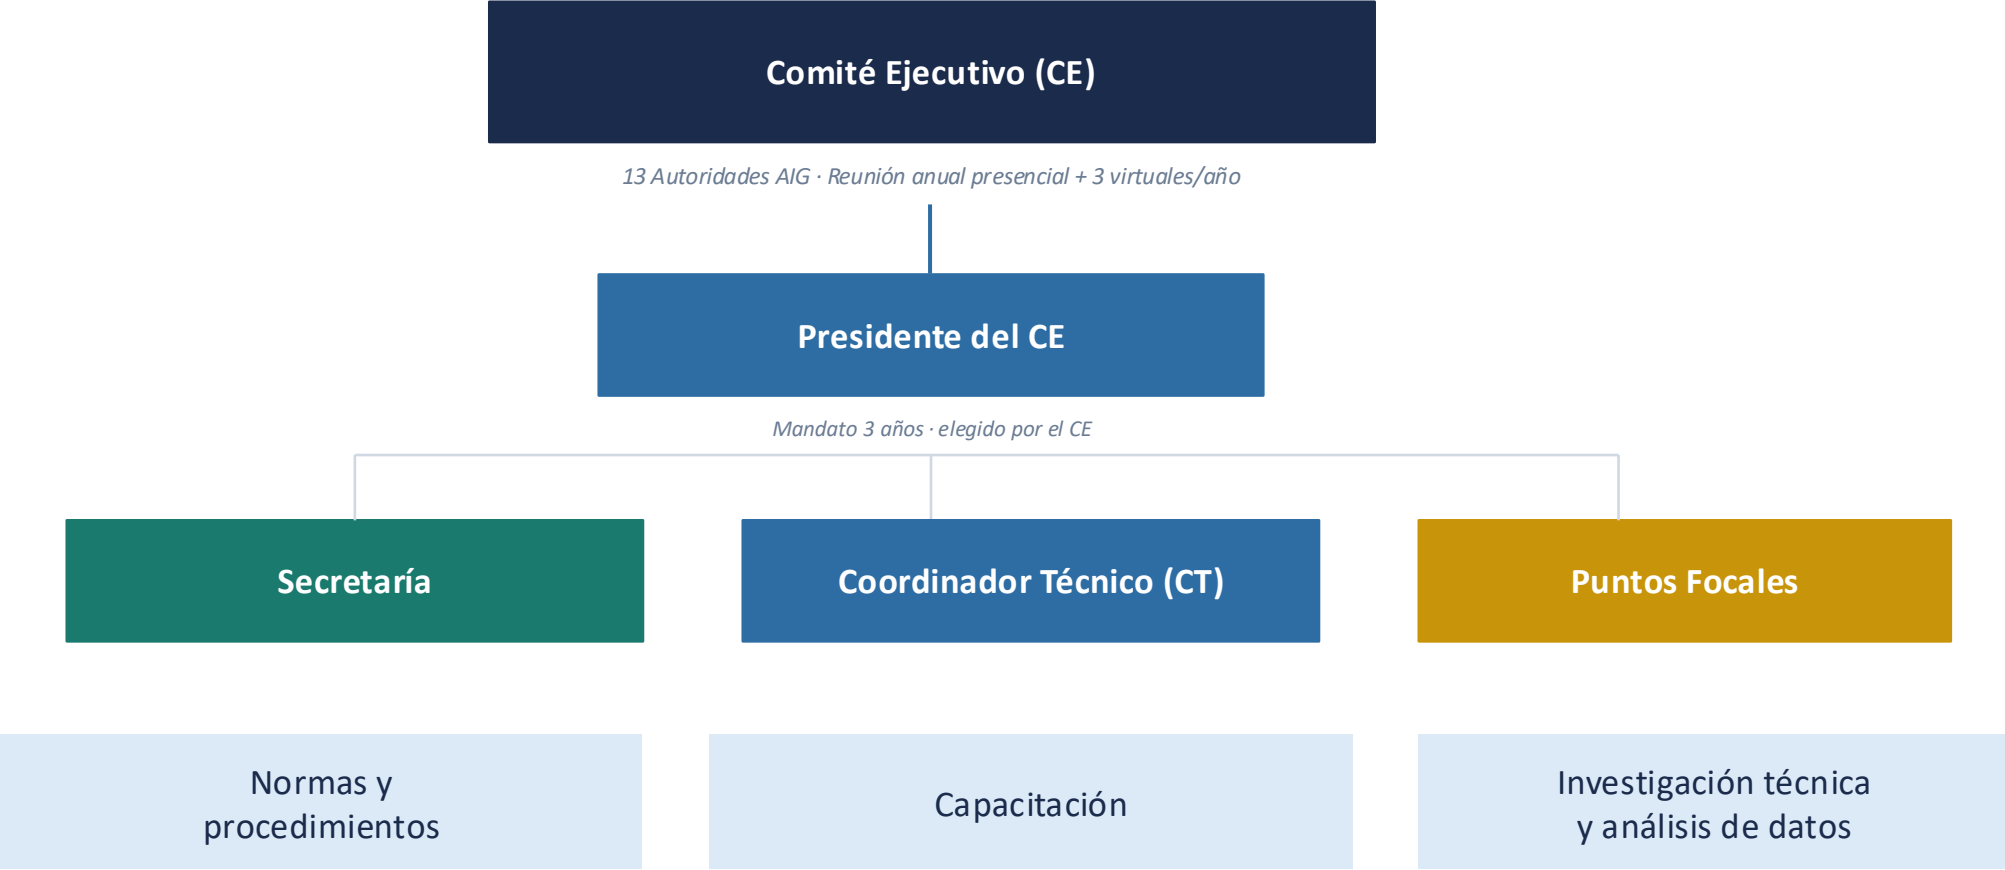 Comité Ejecutivo (CE)
13 Autoridades AIG · Reunión anual presencial + 3 virtuales/año
Presidente del CE
Mandato 3 años · elegido por el CE
Secretaría
Coordinador Técnico (CT)
Puntos Focales
Normas y
procedimientos
Capacitación
Investigación técnica
y análisis de datos